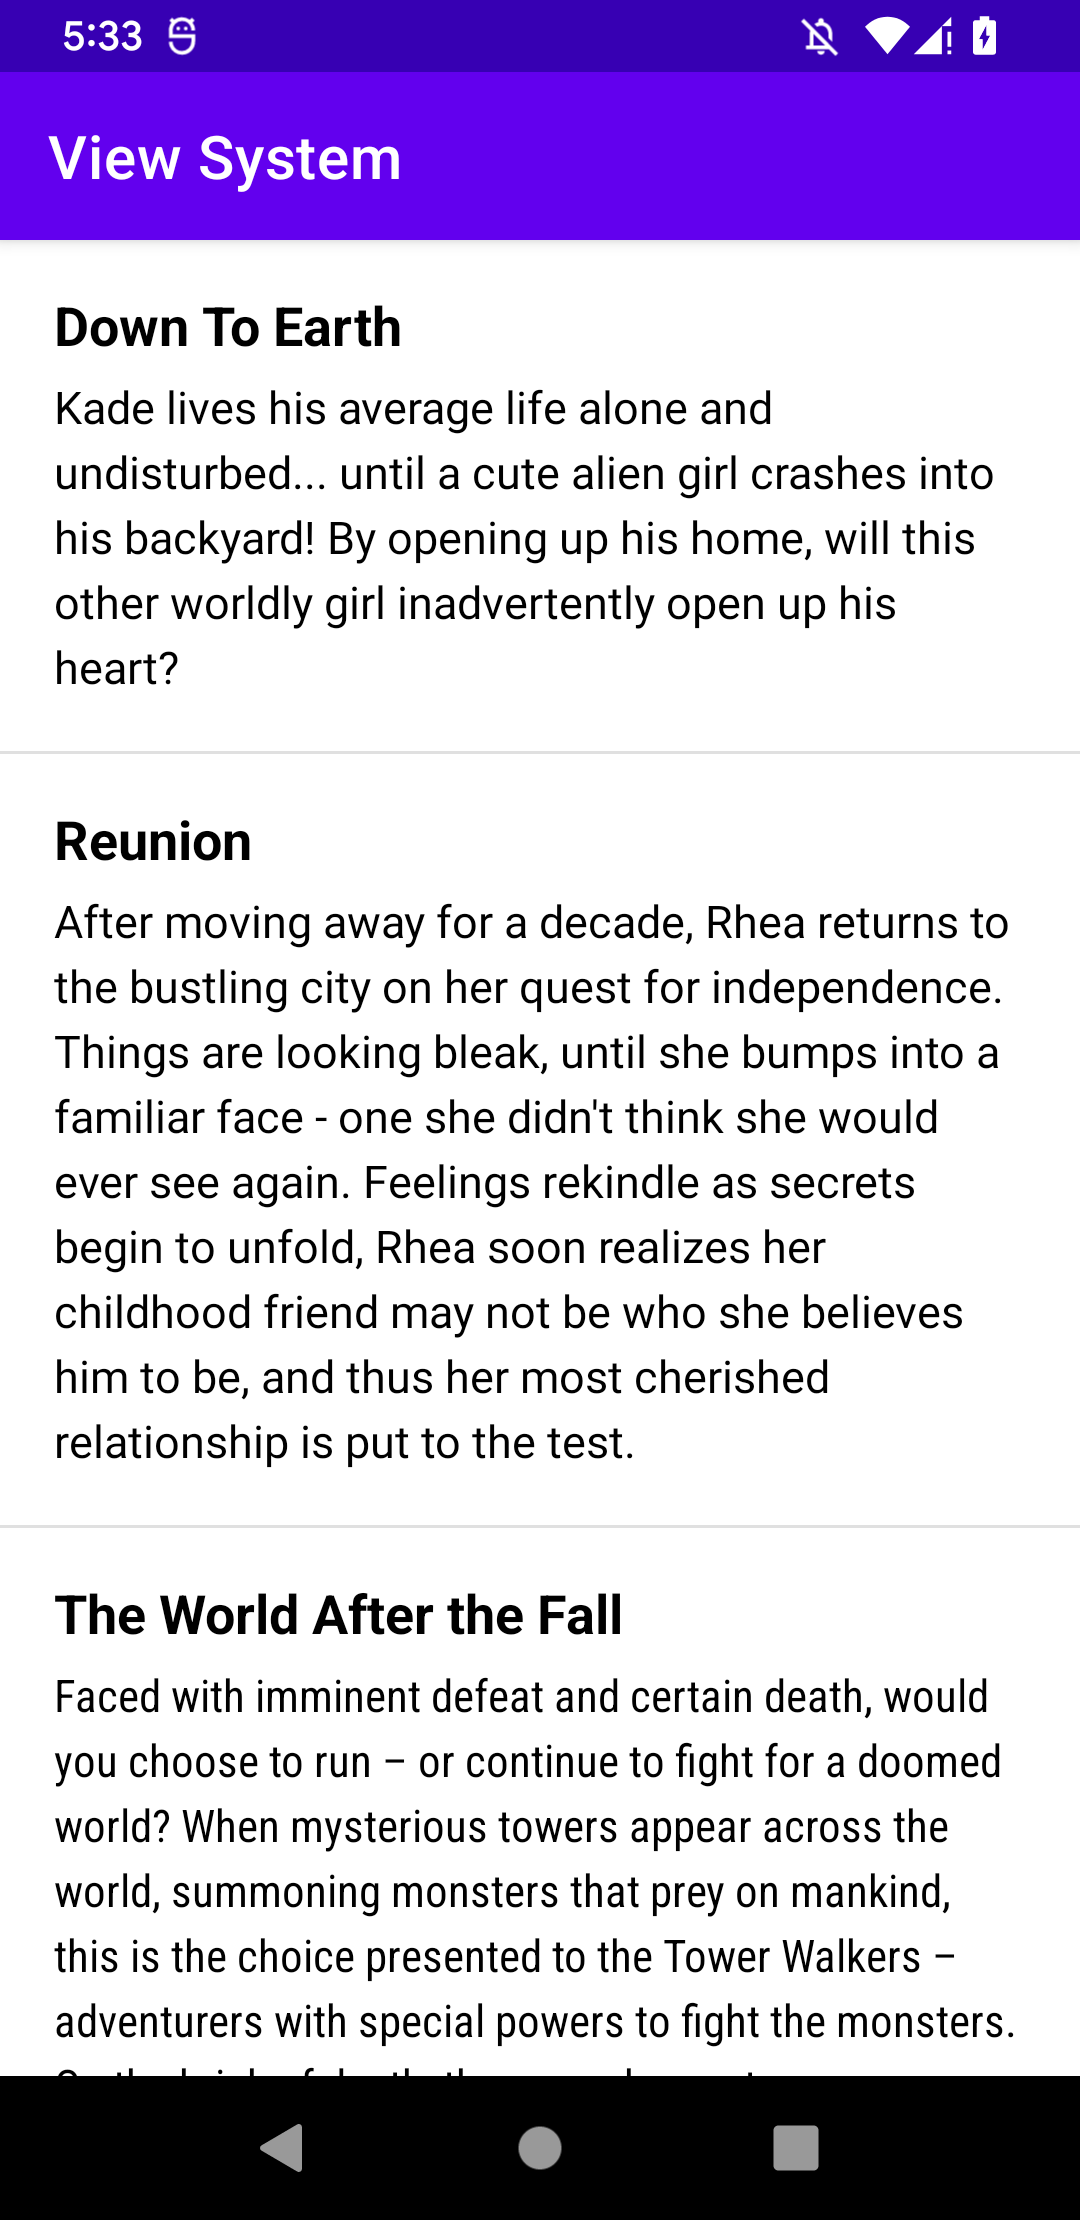 5:33
View System
Down To Earth
Kade lives his average life alone and
undisturbed... until a cute alien girl crashes into
his backyard! By opening up his home, will this
other worldly girl inadvertently open up his
heart?
Reunion
After moving away for a decade, Rhea returns to
the bustling city on her quest for independence.
Things are looking bleak, until she bumps into a
familiar face - one she didn't think she would
ever see again. Feelings rekindle as secrets
begin to unfold, Rhea soon realizes her
childhood friend may not be who she believes
him to be, and thus her most cherished
relationship is put to the test.
The World After the Fall
Faced with imminent defeat and certain death, would
you choose to run – or continue to fight for a doomed
world? When mysterious towers appear across the
world, summoning monsters that prey on mankind,
this is the choice presented to the Tower Walkers –
adventurers with special powers to fight the monsters.